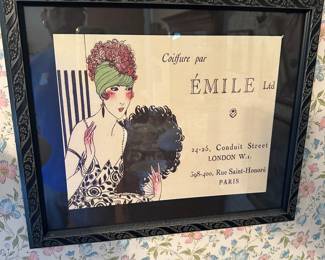 Coiffure par
ÉMILE Ltd
24-25, Conduit Street
LONDON W.1.
398-400, Rue Saint-Honoré
PARIS